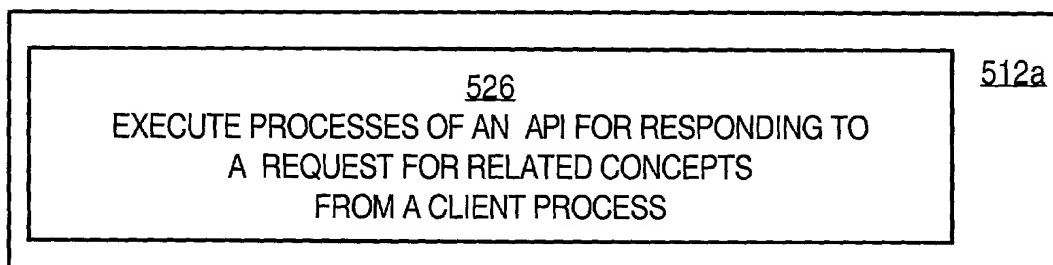 526
EXECUTE PROCESSES OF AN API FOR RESPONDING TO
A REQUEST FOR RELATED CONCEPTS
FROM A CLIENT PROCESS
512a